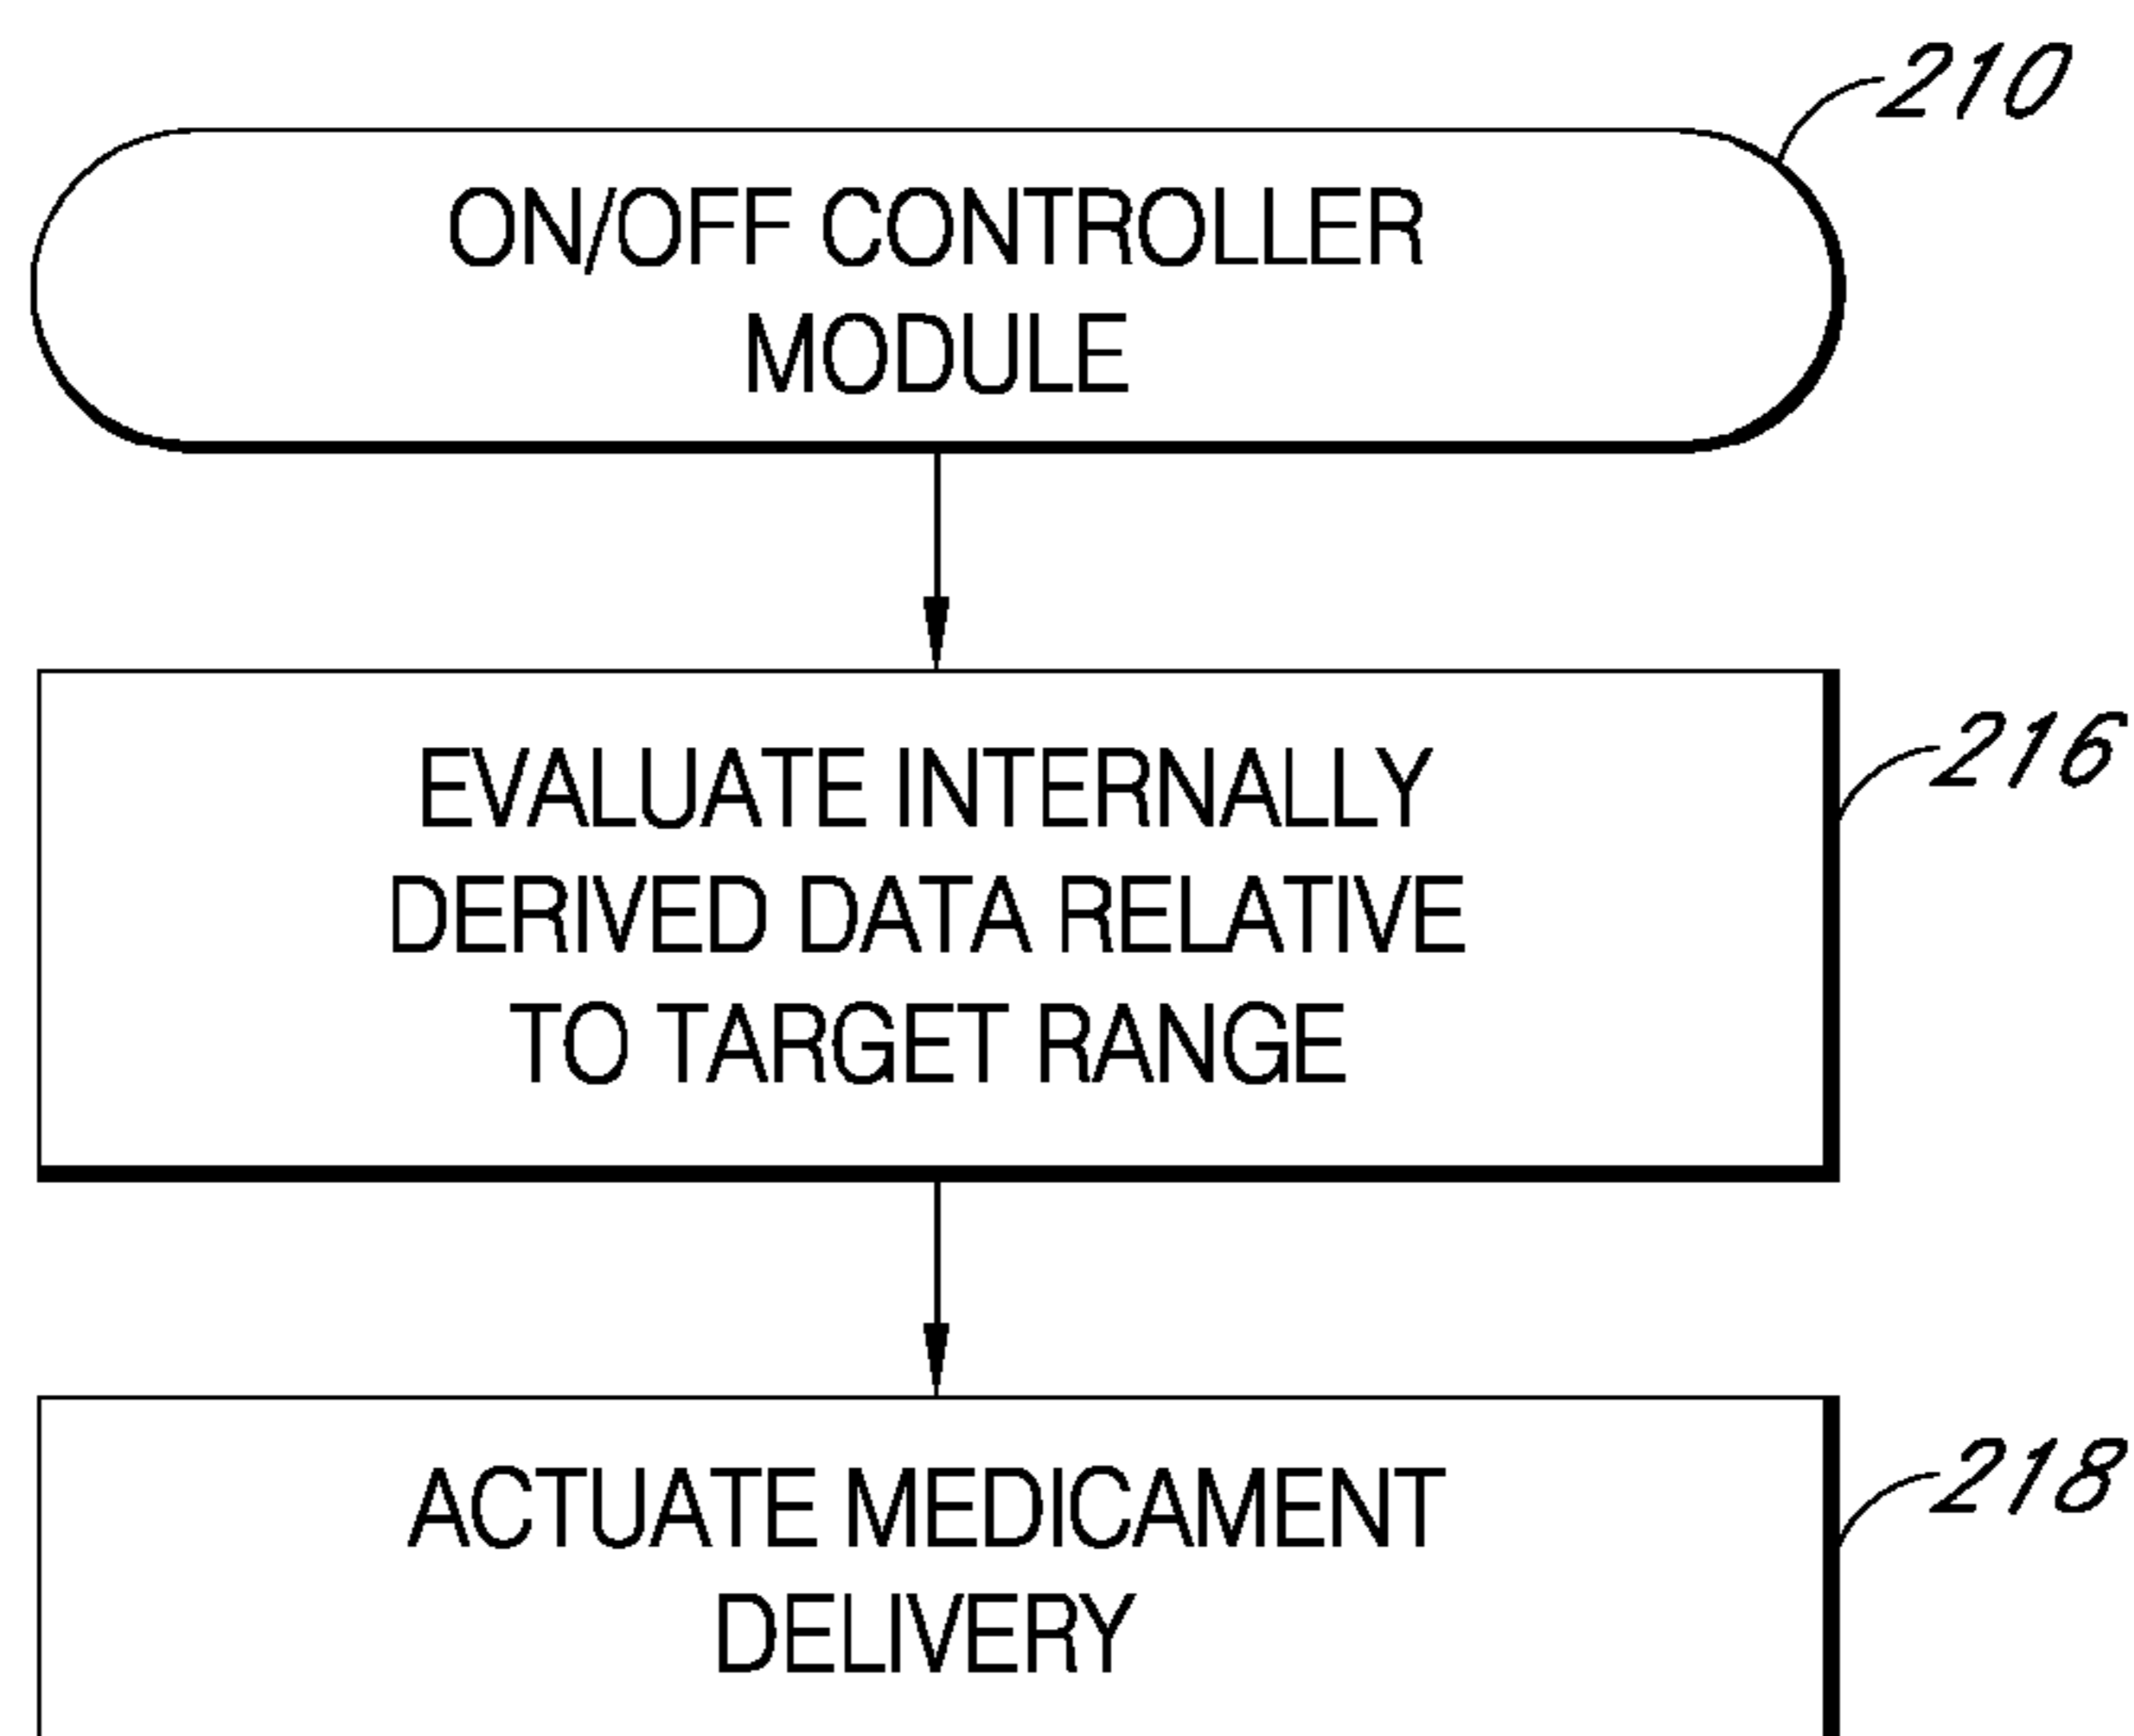 210
ON/OFF CONTROLLER
MODULE
216
EVALUATE INTERNALLY
DERIVED DATA RELATIVE
TO TARGET RANGE
218
ACTUATE MEDICAMENT
DELIVERY